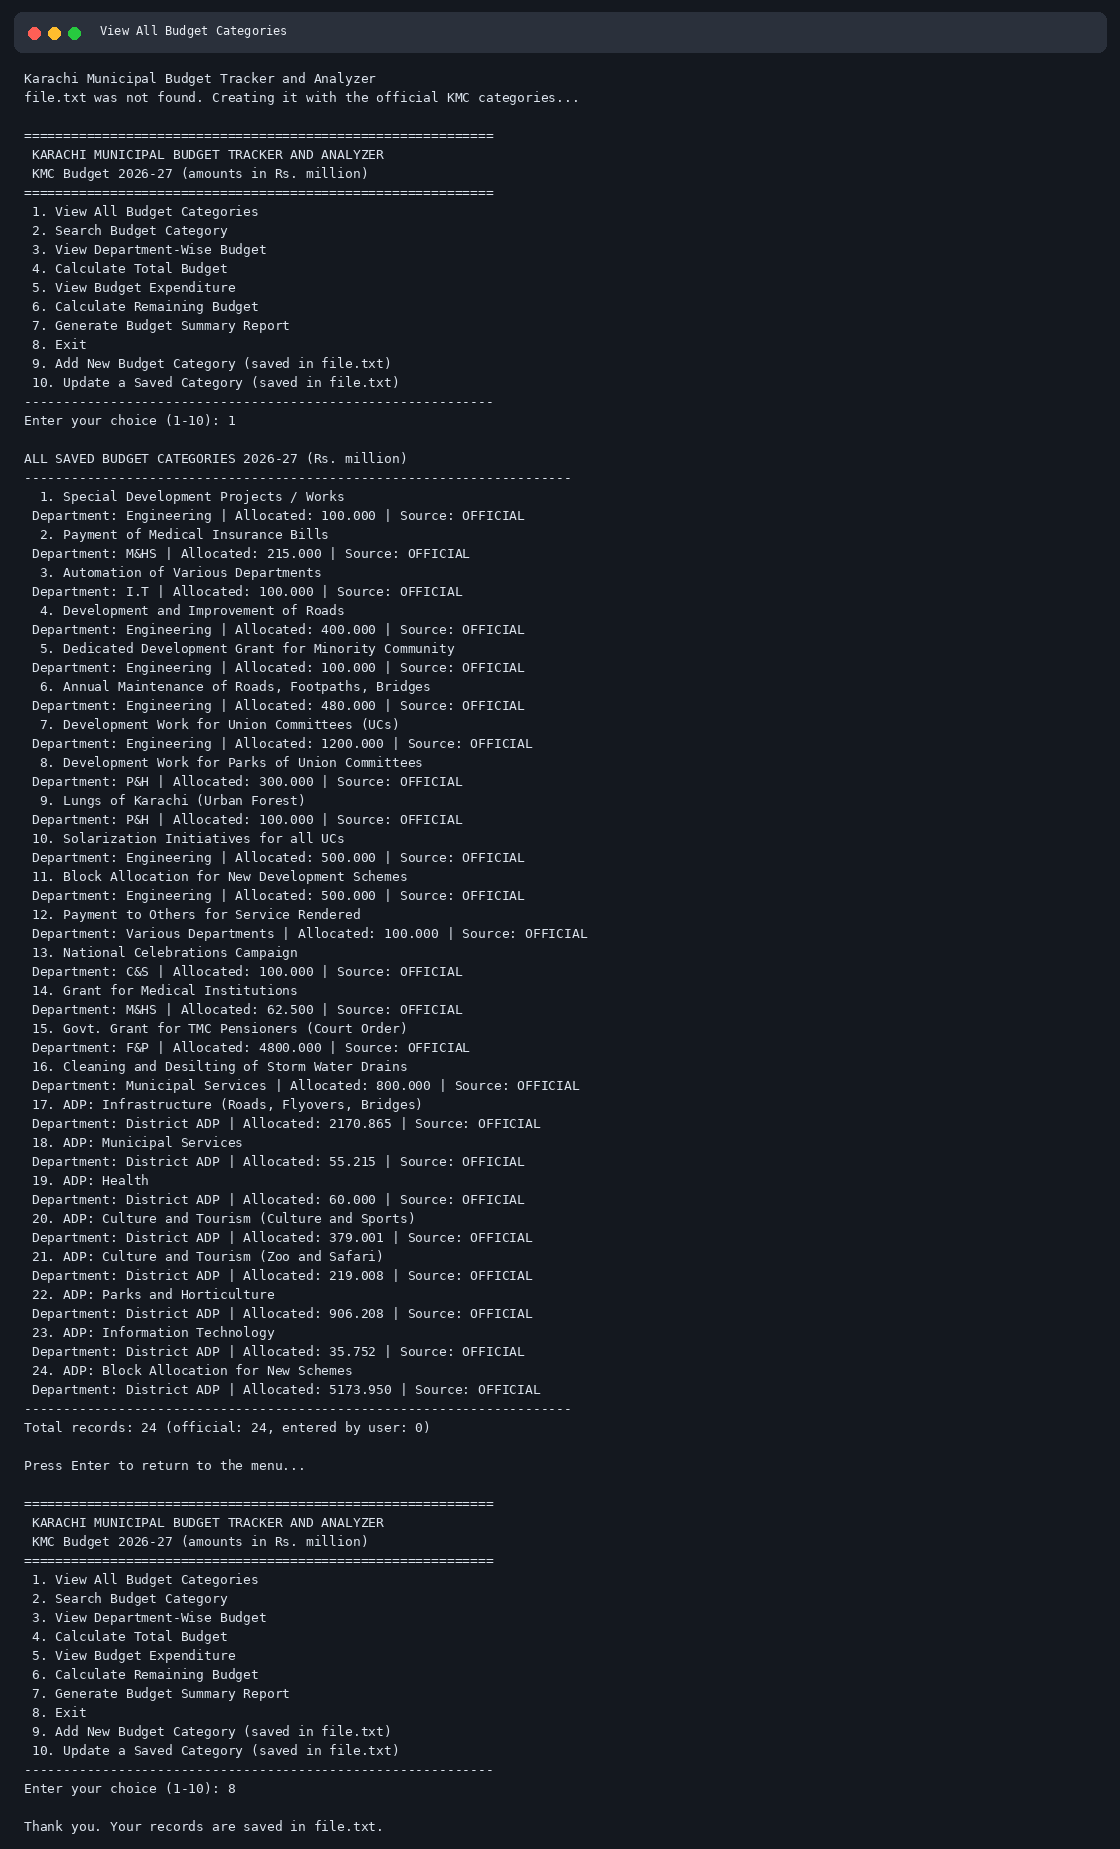 View All Budget Categories
Karachi Municipal Budget Tracker and Analyzer
file.txt was not found. Creating it with the official KMC categories...
============================================================
KARACHI MUNICIPAL BUDGET TRACKER AND ANALYZER
KMC Budget 2026-27 (amounts in Rs. million)
============================================================
1. View All Budget Categories
2. Search Budget Category
3. View Department-Wise Budget
4. Calculate Total Budget
5. View Budget Expenditure
6. Calculate Remaining Budget
7. Generate Budget Summary Report
8. Exit
9. Add New Budget Category (saved in file.txt)
10. Update a Saved Category (saved in file.txt)
------------------------------------------------------------
Enter your choice (1-10): 1
ALL SAVED BUDGET CATEGORIES 2026-27 (Rs. million)
----------------------------------------------------------------------
1. Special Development Projects / Works
Department: Engineering | Allocated: 100.000 | Source: OFFICIAL
2. Payment of Medical Insurance Bills
Department: M&HS | Allocated: 215.000 | Source: OFFICIAL
3. Automation of Various Departments
Department: I.T | Allocated: 100.000 | Source: OFFICIAL
4. Development and Improvement of Roads
Department: Engineering | Allocated: 400.000 | Source: OFFICIAL
5. Dedicated Development Grant for Minority Community
Department: Engineering | Allocated: 100.000 | Source: OFFICIAL
6. Annual Maintenance of Roads, Footpaths, Bridges
Department: Engineering | Allocated: 480.000 | Source: OFFICIAL
7. Development Work for Union Committees (UCs)
Department: Engineering | Allocated: 1200.000 | Source: OFFICIAL
8. Development Work for Parks of Union Committees
Department: P&H | Allocated: 300.000 | Source: OFFICIAL
9. Lungs of Karachi (Urban Forest)
Department: P&H | Allocated: 100.000 | Source: OFFICIAL
10. Solarization Initiatives for all UCs
Department: Engineering | Allocated: 500.000 | Source: OFFICIAL
11. Block Allocation for New Development Schemes
Department: Engineering | Allocated: 500.000 | Source: OFFICIAL
12. Payment to Others for Service Rendered
Department: Various Departments | Allocated: 100.000 | Source: OFFICIAL
13. National Celebrations Campaign
Department: C&S | Allocated: 100.000 | Source: OFFICIAL
14. Grant for Medical Institutions
Department: M&HS | Allocated: 62.500 | Source: OFFICIAL
15. Govt. Grant for TMC Pensioners (Court Order)
Department: F&P | Allocated: 4800.000 | Source: OFFICIAL
16. Cleaning and Desilting of Storm Water Drains
Department: Municipal Services | Allocated: 800.000 | Source: OFFICIAL
17. ADP: Infrastructure (Roads, Flyovers, Bridges)
Department: District ADP | Allocated: 2170.865 | Source: OFFICIAL
18. ADP: Municipal Services
Department: District ADP | Allocated: 55.215 | Source: OFFICIAL
19. ADP: Health
Department: District ADP | Allocated: 60.000 | Source: OFFICIAL
20. ADP: Culture and Tourism (Culture and Sports)
Department: District ADP | Allocated: 379.001 | Source: OFFICIAL
21. ADP: Culture and Tourism (Zoo and Safari)
Department: District ADP | Allocated: 219.008 | Source: OFFICIAL
22. ADP: Parks and Horticulture
Department: District ADP | Allocated: 906.208 | Source: OFFICIAL
23. ADP: Information Technology
Department: District ADP | Allocated: 35.752 | Source: OFFICIAL
24. ADP: Block Allocation for New Schemes
Department: District ADP | Allocated: 5173.950 | Source: OFFICIAL
----------------------------------------------------------------------
Total records: 24 (official: 24, entered by user: 0)
Press Enter to return to the menu...
============================================================
KARACHI MUNICIPAL BUDGET TRACKER AND ANALYZER
KMC Budget 2026-27 (amounts in Rs. million)
============================================================
1. View All Budget Categories
2. Search Budget Category
3. View Department-Wise Budget
4. Calculate Total Budget
5. View Budget Expenditure
6. Calculate Remaining Budget
7. Generate Budget Summary Report
8. Exit
9. Add New Budget Category (saved in file.txt)
10. Update a Saved Category (saved in file.txt)
------------------------------------------------------------
Enter your choice (1-10): 8
Thank you. Your records are saved in file.txt.